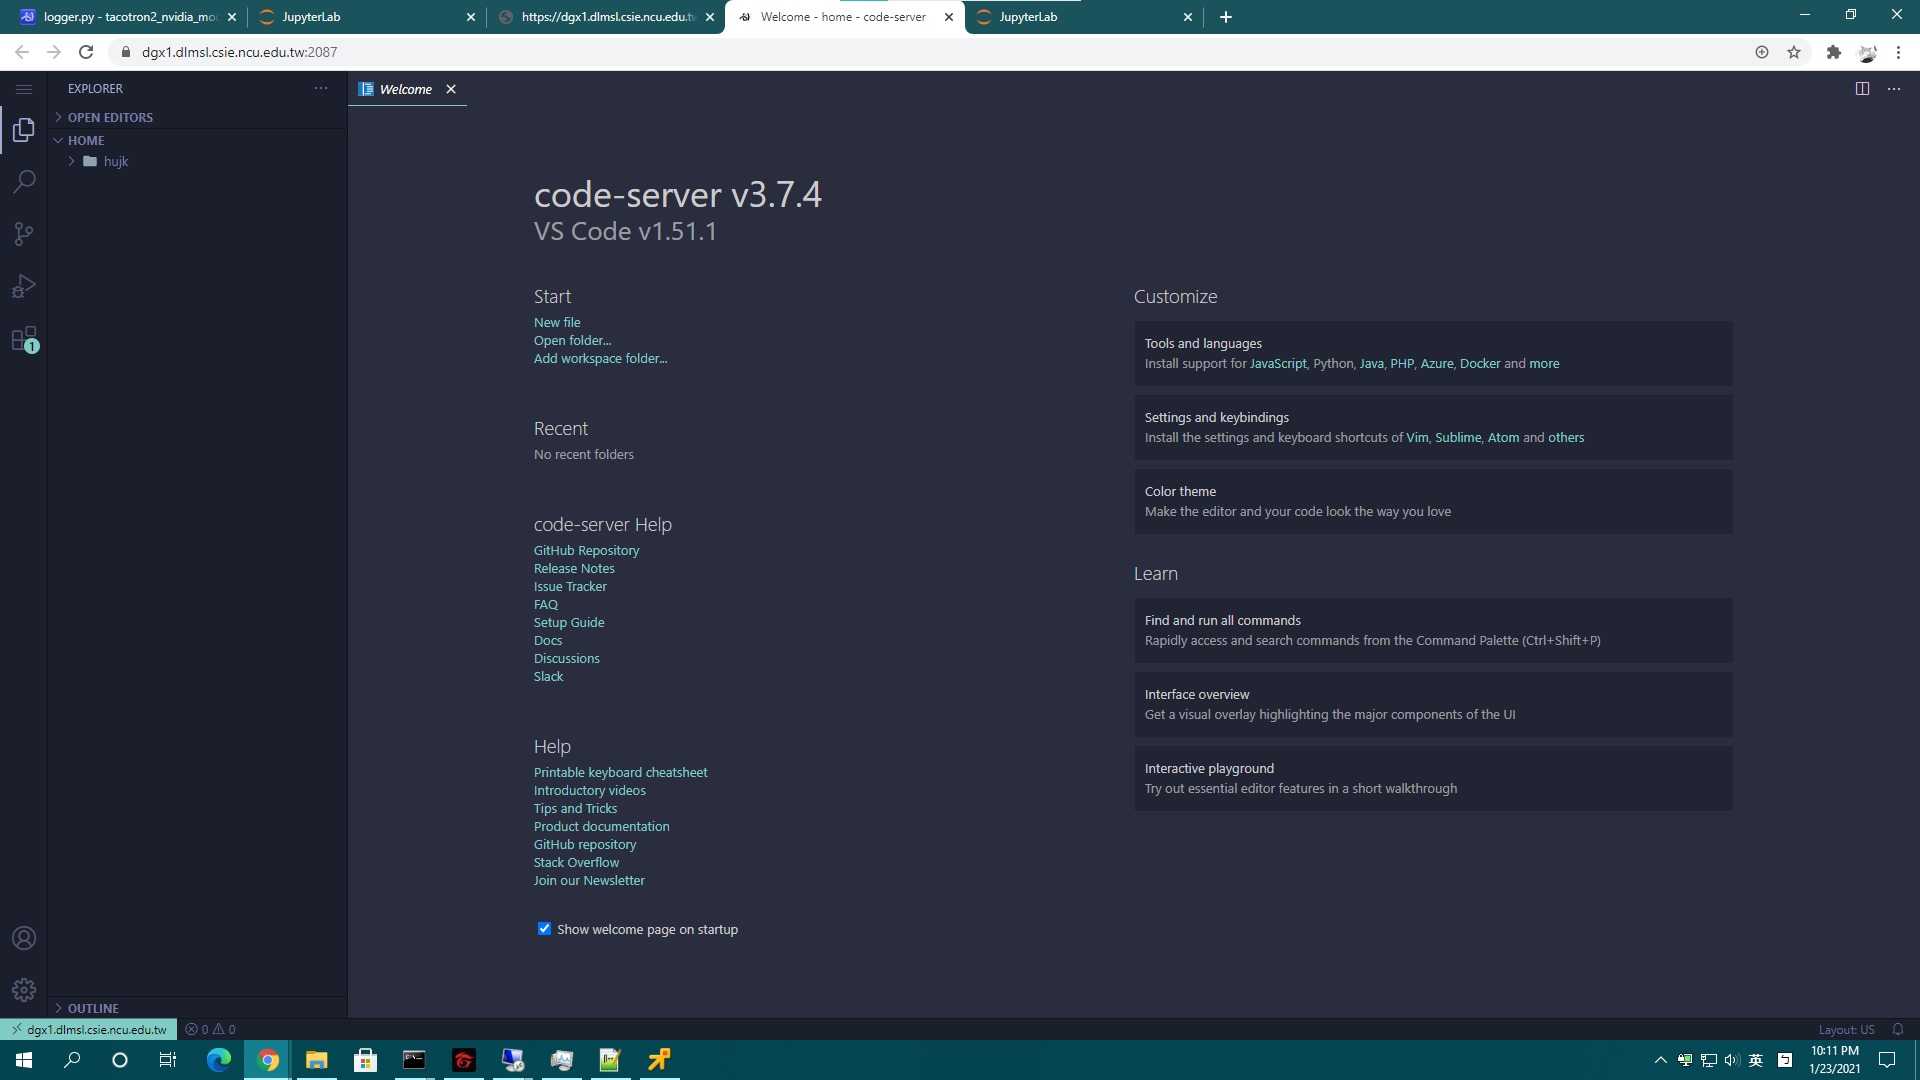 logger.py - tacotron2_nvidia_mo
JupyterLab
https://dgx1.dlmsl.csie.ncu.edu.t
Welcome - home - code-server
JupyterLab
dgx1.dlmsl.csie.ncu.edu.tw:2087
EXPLORER
OPEN EDITORS
HOME
hujk
OUTLINE
1
Welcome
code-server v3.7.4
VS Code v1.51.1
Start
New file
Open folder...
Add workspace folder...
Recent
No recent folders
code-server Help
GitHub Repository
Release Notes
Issue Tracker
FAQ
Setup Guide
Docs
Discussions
Slack
Help
Printable keyboard cheatsheet
Introductory videos
Tips and Tricks
Product documentation
GitHub repository
Stack Overflow
Join our Newsletter
Show welcome page on startup
Customize
Tools and languages
Install support for JavaScript, Python, Java, PHP, Azure, Docker and more
Settings and keybindings
Install the settings and keyboard shortcuts of Vim, Sublime, Atom and others
Color theme
Make the editor and your code look the way you love
Learn
Find and run all commands
Rapidly access and search commands from the Command Palette (Ctrl+Shift+P)
Interface overview
Get a visual overlay highlighting the major components of the UI
Interactive playground
Try out essential editor features in a short walkthrough
dgx1.dlmsl.csie.ncu.edu.tw
0
0
Layout: US
英
ㄅ
10:11 PM
1/23/2021